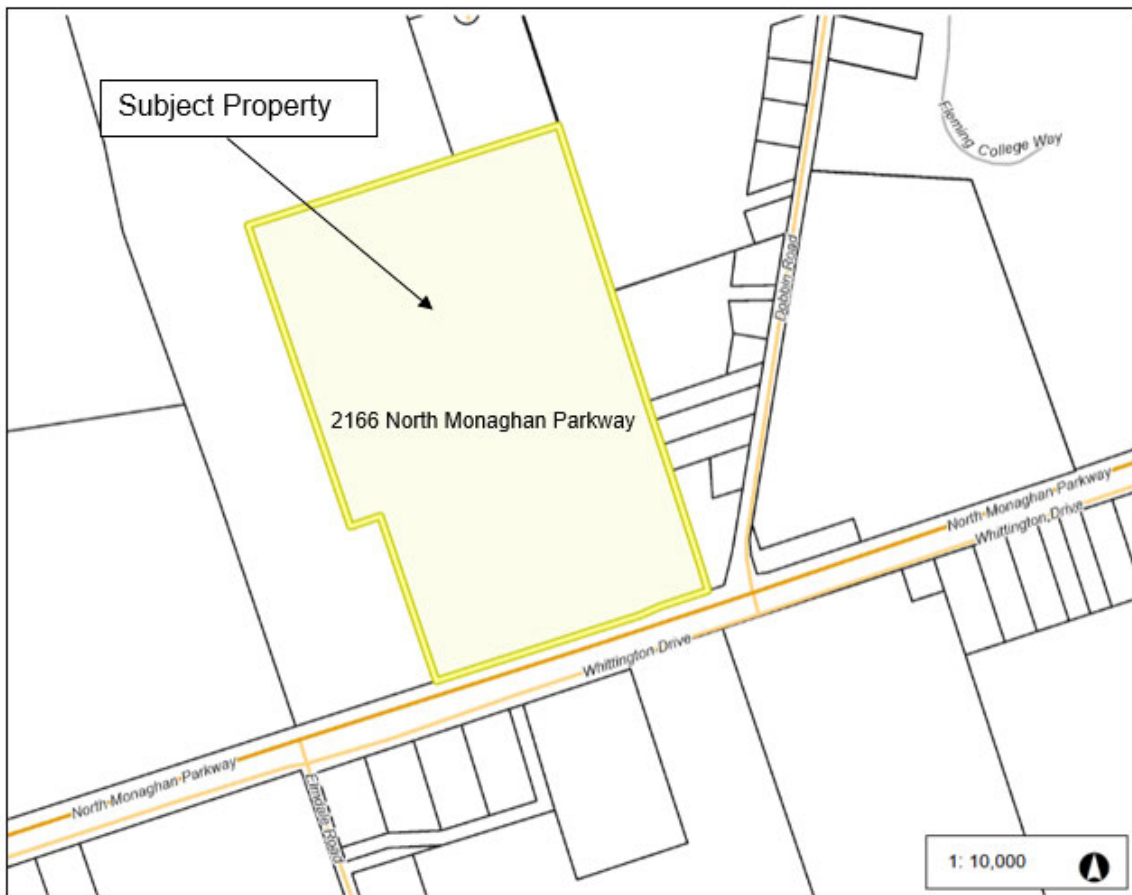 Subject Property
Fleming
College Way
Dobbin Road
2166 North Monaghan Parkway
North Monaghan Parkway
Whittington Drive
Whittington Drive
North Monaghan Parkway
Elmdale Road
1: 10,000